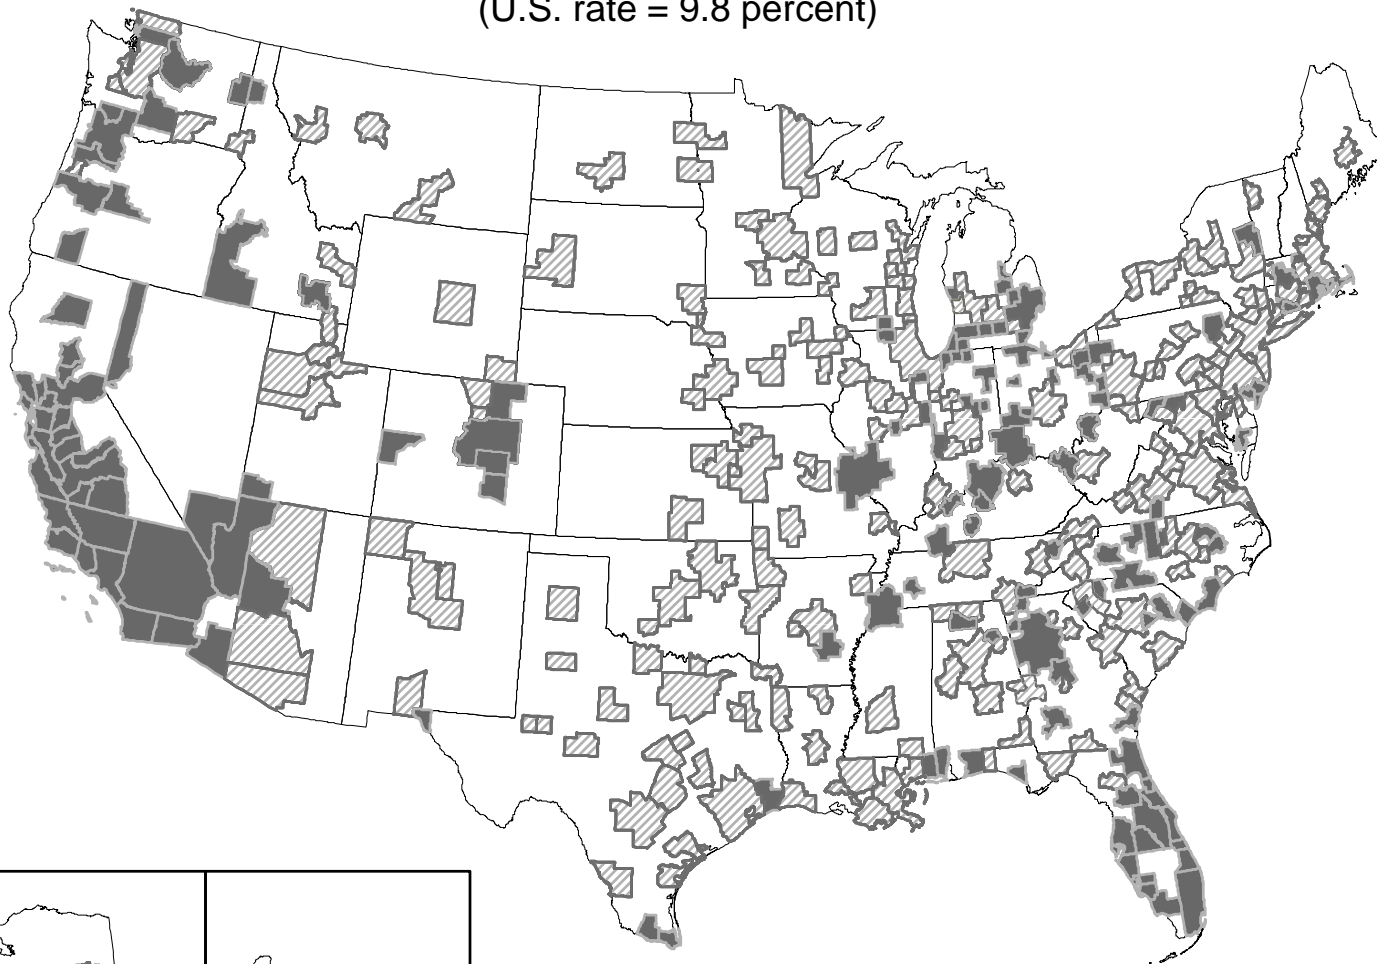 (U.S. rate = 9.8 percent)